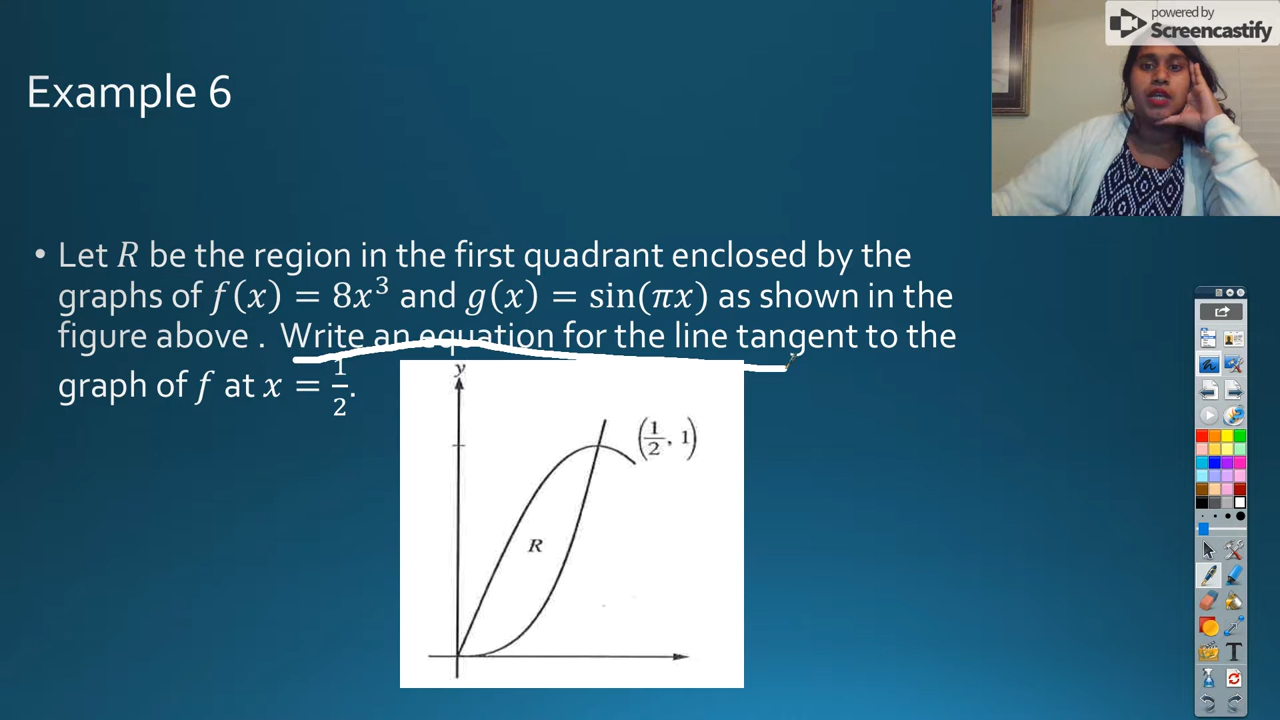 powered by
Screencastify
Example 6
• Let R be the region in the first quadrant enclosed by the
graphs of f(x) = 8x³ and g(x) = sin(πx) as shown in the
figure above . Write an equation for the line tangent to the
graph of f at x = 1/2.
y
(1/2, 1)
R
T